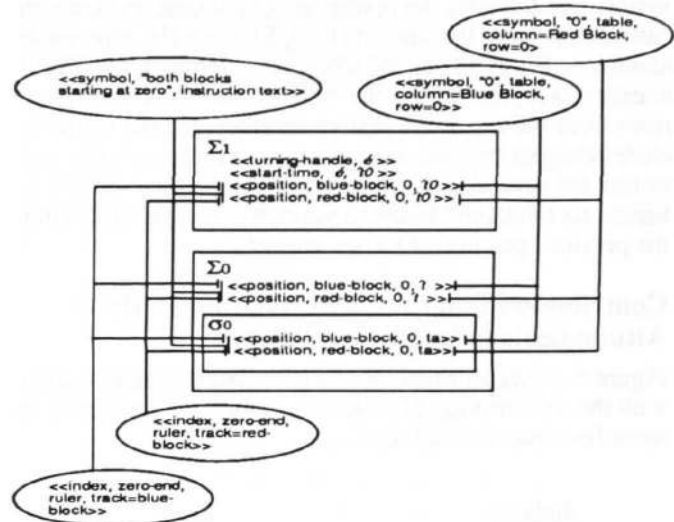 <<symbol, "0", table,
column=Red Block,
row=0>
<<symbol, "both blocks
starting at zero", instruction text>>
<<symbol, "0", table,
column=Blue Block,
row=0>>
Σ1
<<turning-handle, é >>
<<start-time, é, ?0 >>
<<position, blue-block, 0, ?0 >>
<<position, red-block, 0, ?0 >>
Σ0
<<position, blue-block, 0, ? >>
<<position, red-block, 0, ? >>
σ0
<<position, blue-block, 0, ta>>
<<position, red-block, 0, ta>>
<<index, zero-end,
ruler, track=red-
block>>
<<index, zero-end,
ruler, track=blue-
block>>